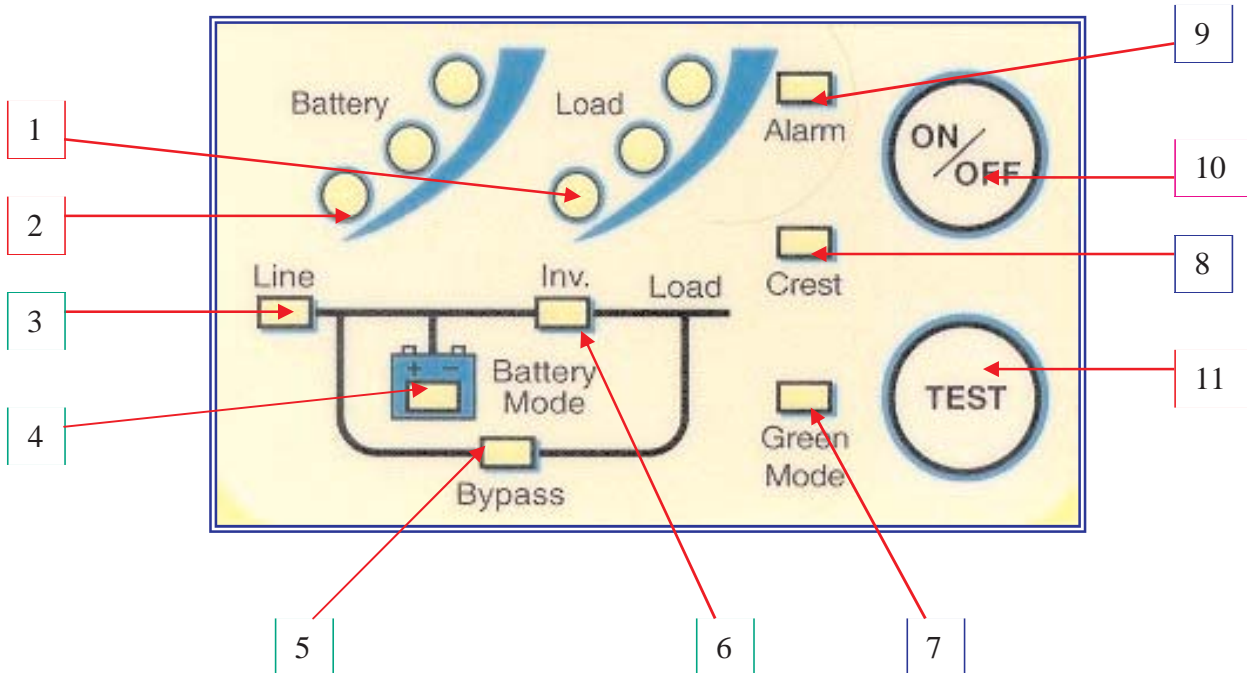 9
Battery
Load
Alarm
ON/OFF
1
10
2
Line
Inv.
Load
Crest
8
3
+ −
Battery
Mode
TEST
11
4
Green
Mode
Bypass
5
6
7